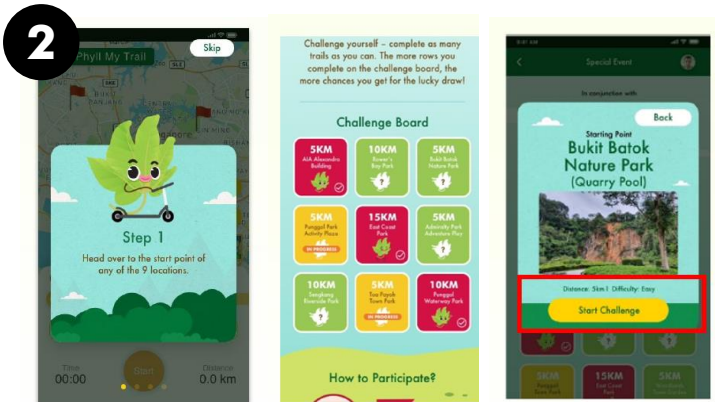 2
Phyll My Trail
Skip
Step 1
Head over to the start point of
any of the 9 locations.
Time
00:00
Start
Distance
0.0 km
Challenge yourself – complete as many
trails as you can. The more rows you
complete on the challenge board, the
more chances you get for the lucky draw!
Challenge Board
5KM
AIA Alexandra
Building
10KM
Rower's
Bay Park
?
5KM
Bukit Batok
Nature Park
?
5KM
Punggol Park
Activity Plaza
IN PROGRESS
15KM
East Coast
Park
5KM
Admiralty Park
Adventure Play
?
10KM
Sengkang
Riverside Park
?
5KM
Toa Payoh
Town Park
IN PROGRESS
10KM
Punggol
Waterway Park
How to Participate?
9:41 AM
Special Event
In conjunction with
Back
Starting Point
Bukit Batok
Nature Park
(Quarry Pool)
Distance: 5km | Difficulty: Easy
Start Challenge
5KM
15KM
East Coast
Park
5KM